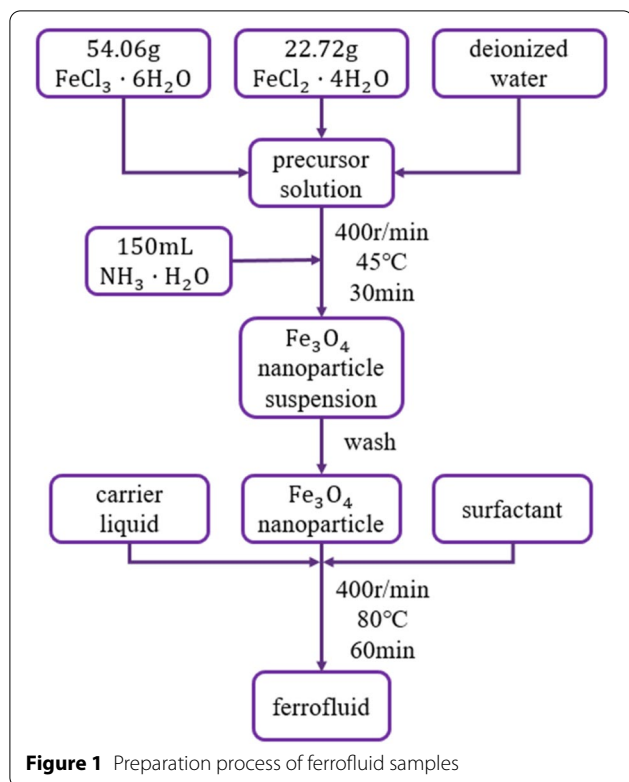 54.06g
FeCl₃ · 6H₂O
22.72g
FeCl₂ · 4H₂O
deionized
water
precursor
solution
150mL
NH₃ · H₂O
400r/min
45°C
30min
Fe₃O₄
nanoparticle
suspension
wash
carrier
liquid
Fe₃O₄
nanoparticle
surfactant
400r/min
80°C
60min
ferrofluid
Figure 1 Preparation process of ferrofluid samples